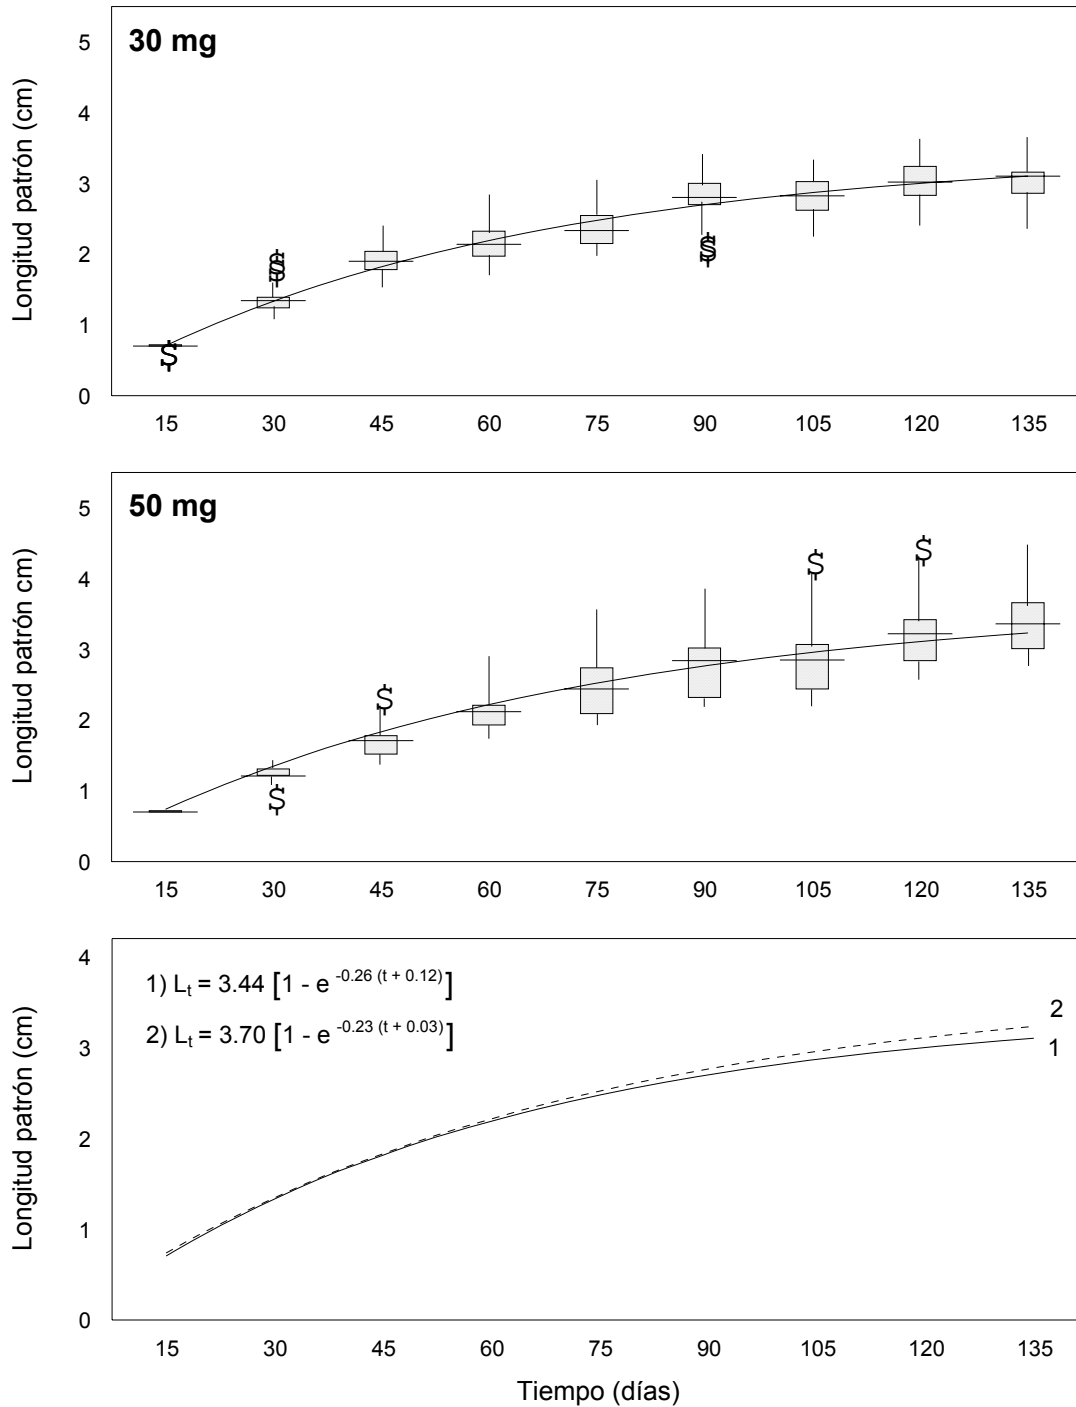 30 mg
Longitud patrón (cm)
5
4
3
2
1
0
$
$
$
$
$
15 30 45 60 75 90 105 120 135
50 mg
Longitud patrón cm)
5
4
3
2
1
0
$
$
$
$
15 30 45 60 75 90 105 120 135
Longitud patrón (cm)
4
3
2
1
0
1) Lt = 3.44 [1 - e -0.26 (t + 0.12)]
2) Lt = 3.70 [1 - e -0.23 (t + 0.03)]
2
1
15 30 45 60 75 90 105 120 135
Tiempo (días)